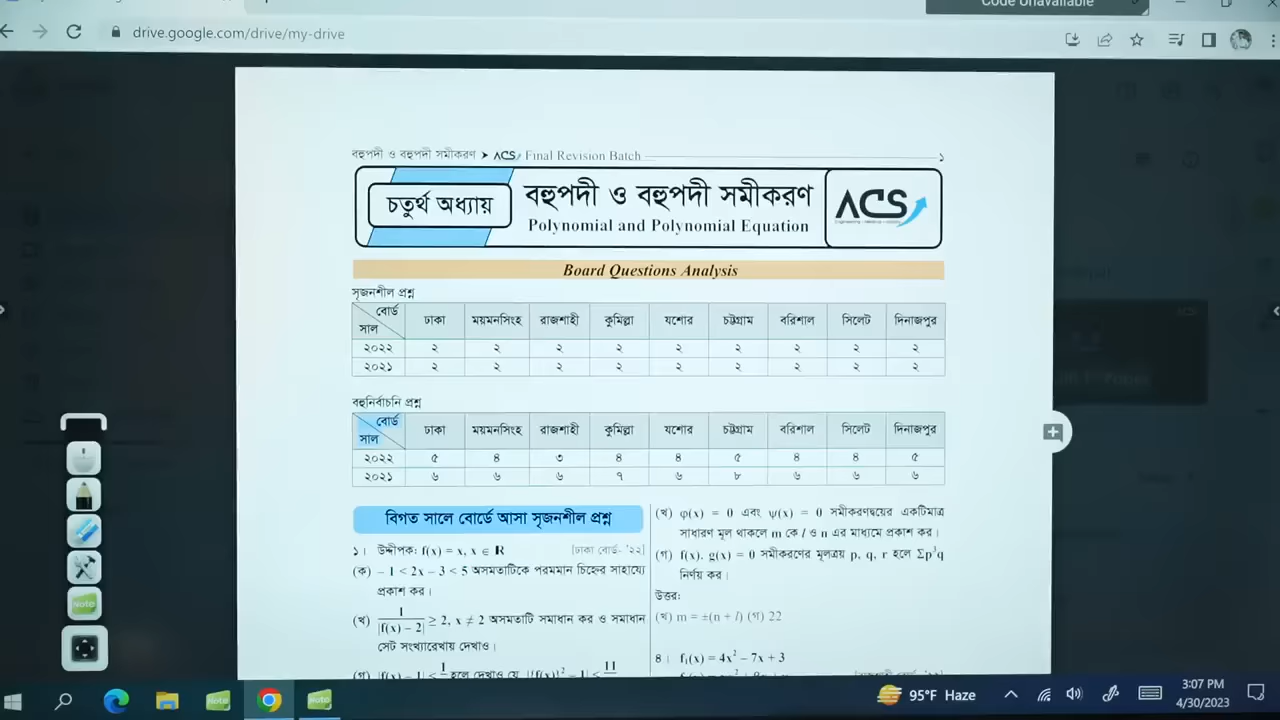 Code Unavailable
drive.google.com/drive/my-drive
বহুপদী ও বহুপদী সমীকরণ ➤ ACS Final Revision Batch ১
চতুর্থ অধ্যায়
বহুপদী ও বহুপদী সমীকরণ
Polynomial and Polynomial Equation
ACS
Board Questions Analysis
সৃজনশীল প্রশ্ন
বোর্ড সাল ঢাকা ময়মনসিংহ রাজশাহী কুমিল্লা যশোর চট্টগ্রাম বরিশাল সিলেট দিনাজপুর
২০২২ ২ ২ ২ ২ ২ ২ ২ ২ ২
২০২১ ২ ২ ২ ২ ২ ২ ২ ২ ২
বহুনির্বাচনি প্রশ্ন
বোর্ড সাল ঢাকা ময়মনসিংহ রাজশাহী কুমিল্লা যশোর চট্টগ্রাম বরিশাল সিলেট দিনাজপুর
২০২২ ৫ ৪ ৩ ৪ ৪ ৫ ৪ ৪ ৫
২০২১ ৬ ৬ ৬ ৭ ৬ ৮ ৬ ৬ ৬
বিগত সালে বোর্ডে আসা সৃজনশীল প্রশ্ন
১। উদ্দীপক: f(x) = x, x ∈ R [ঢাকা বোর্ড- '২২]
(ক) – 1 < 2x – 3 < 5 অসমতাটিকে পরমমান চিহ্নের সাহায্যে
প্রকাশ কর।
(খ) 1/|f(x) – 2| ≥ 2, x ≠ 2 অসমতাটি সমাধান কর ও সমাধান
সেট সংখ্যারেখায় দেখাও।
(গ) |f(x) – 1| < 1 হলে দেখাও যে 11
(খ) φ(x) = 0 এবং ψ(x) = 0 সমীকরণদ্বয়ের একটিমাত্র
সাধারণ মূল থাকলে m কে l ও n এর মাধ্যমে প্রকাশ কর।
(গ) f(x). g(x) = 0 সমীকরণের মূলত্রয় p, q, r হলে Σp³q
নির্ণয় কর।
উত্তর:
(খ) m = ±(n + l) (গ) 22
৪। f₁(x) = 4x² – 7x + 3
Note
Note
Note
95°F Haze
3:07 PM
4/30/2023